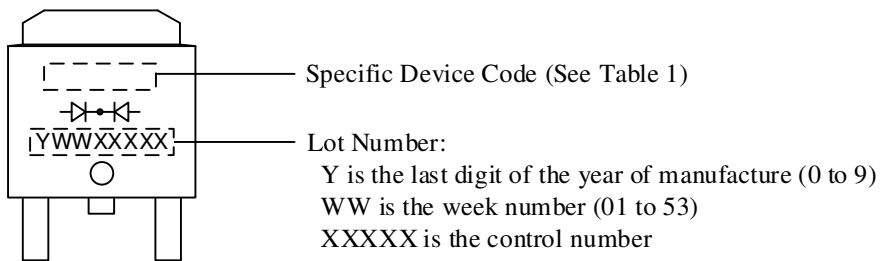 Specific Device Code (See Table 1)
YWWXXXXX
Lot Number:
Y is the last digit of the year of manufacture (0 to 9)
WW is the week number (01 to 53)
XXXXX is the control number